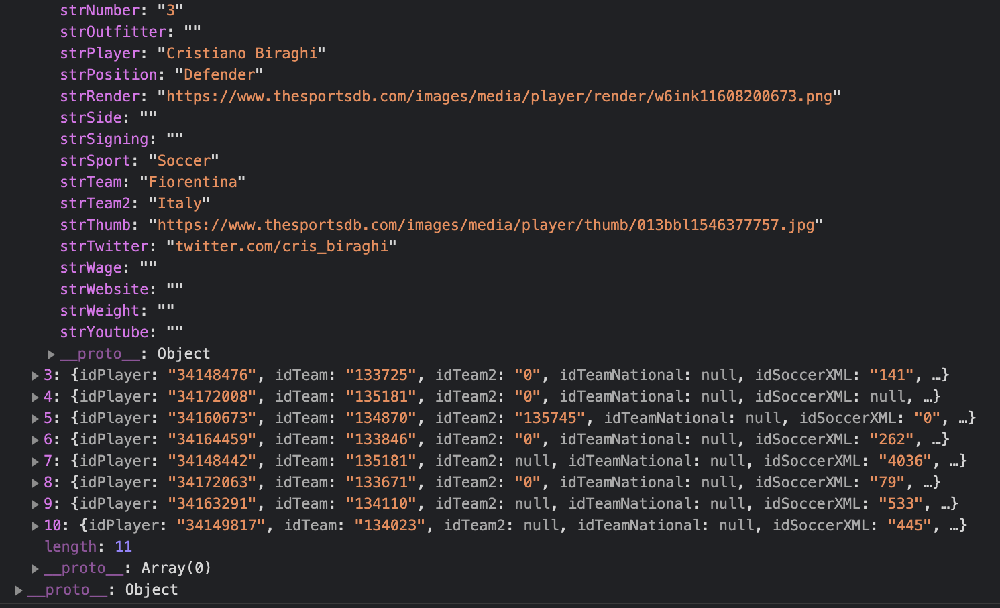 strNumber: "3"
strOutfitter: ""
strPlayer: "Cristiano Biraghi"
strPosition: "Defender"
strRender: "https://www.thesportsdb.com/images/media/player/render/w6ink11608200673.png"
strSide: ""
strSigning: ""
strSport: "Soccer"
strTeam: "Fiorentina"
strTeam2: "Italy"
strThumb: "https://www.thesportsdb.com/images/media/player/thumb/013bbl1546377757.jpg"
strTwitter: "twitter.com/cris_biraghi"
strWage: ""
strWebsite: ""
strWeight: ""
strYoutube: ""
__proto__: Object
3: {idPlayer: "34148476", idTeam: "133725", idTeam2: "0", idTeamNational: null, idSoccerXML: "141", …}
4: {idPlayer: "34172008", idTeam: "135181", idTeam2: "0", idTeamNational: null, idSoccerXML: null, …}
5: {idPlayer: "34160673", idTeam: "134870", idTeam2: "135745", idTeamNational: null, idSoccerXML: "0", …}
6: {idPlayer: "34164459", idTeam: "133846", idTeam2: "0", idTeamNational: null, idSoccerXML: "262", …}
7: {idPlayer: "34148442", idTeam: "135181", idTeam2: null, idTeamNational: null, idSoccerXML: "4036", …}
8: {idPlayer: "34172063", idTeam: "133671", idTeam2: "0", idTeamNational: null, idSoccerXML: "79", …}
9: {idPlayer: "34163291", idTeam: "134110", idTeam2: null, idTeamNational: null, idSoccerXML: "533", …}
10: {idPlayer: "34149817", idTeam: "134023", idTeam2: null, idTeamNational: null, idSoccerXML: "445", …}
length: 11
__proto__: Array(0)
__proto__: Object